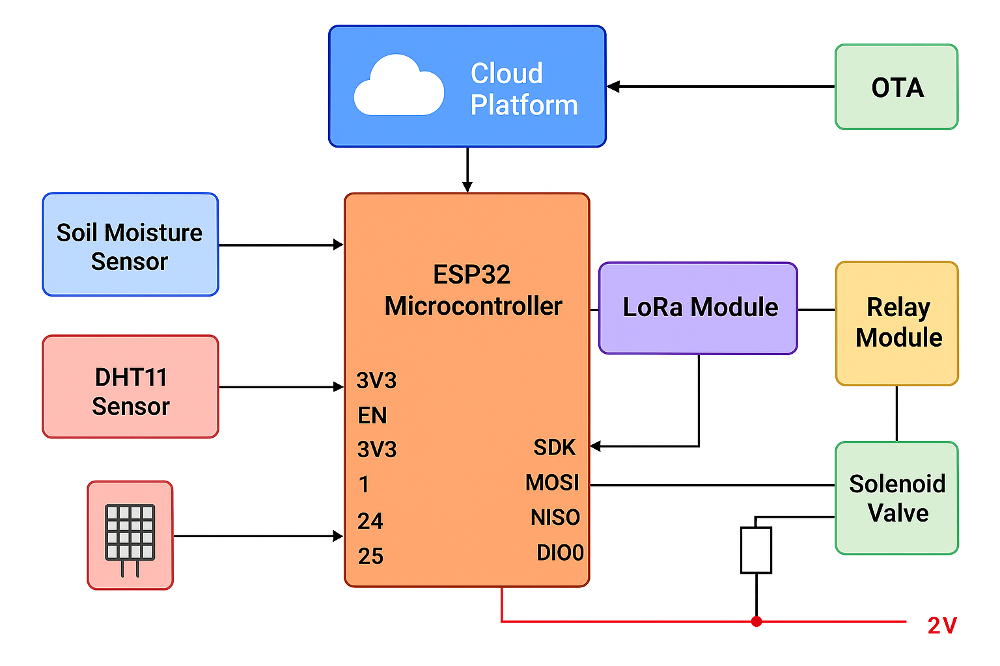 Cloud
Platform
OTA
Soil Moisture
Sensor
ESP32
Microcontroller
LoRa Module
Relay
Module
DHT11
Sensor
3V3
EN
3V3
1
24
25
SDK
MOSI
NISO
DIO0
Solenoid
Valve
2V